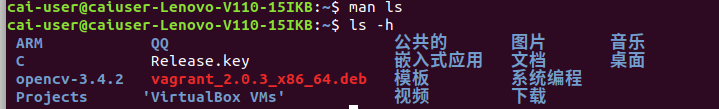 cai-user@caiuser-Lenovo-V110-15IKB:~$ man ls
cai-user@caiuser-Lenovo-V110-15IKB:~$ ls -h
ARM QQ 公共的 图片 音乐
C Release.key 嵌入式应用 文档 桌面
opencv-3.4.2 vagrant_2.0.3_x86_64.deb 模板 系统编程
Projects 'VirtualBox VMs' 视频 下载